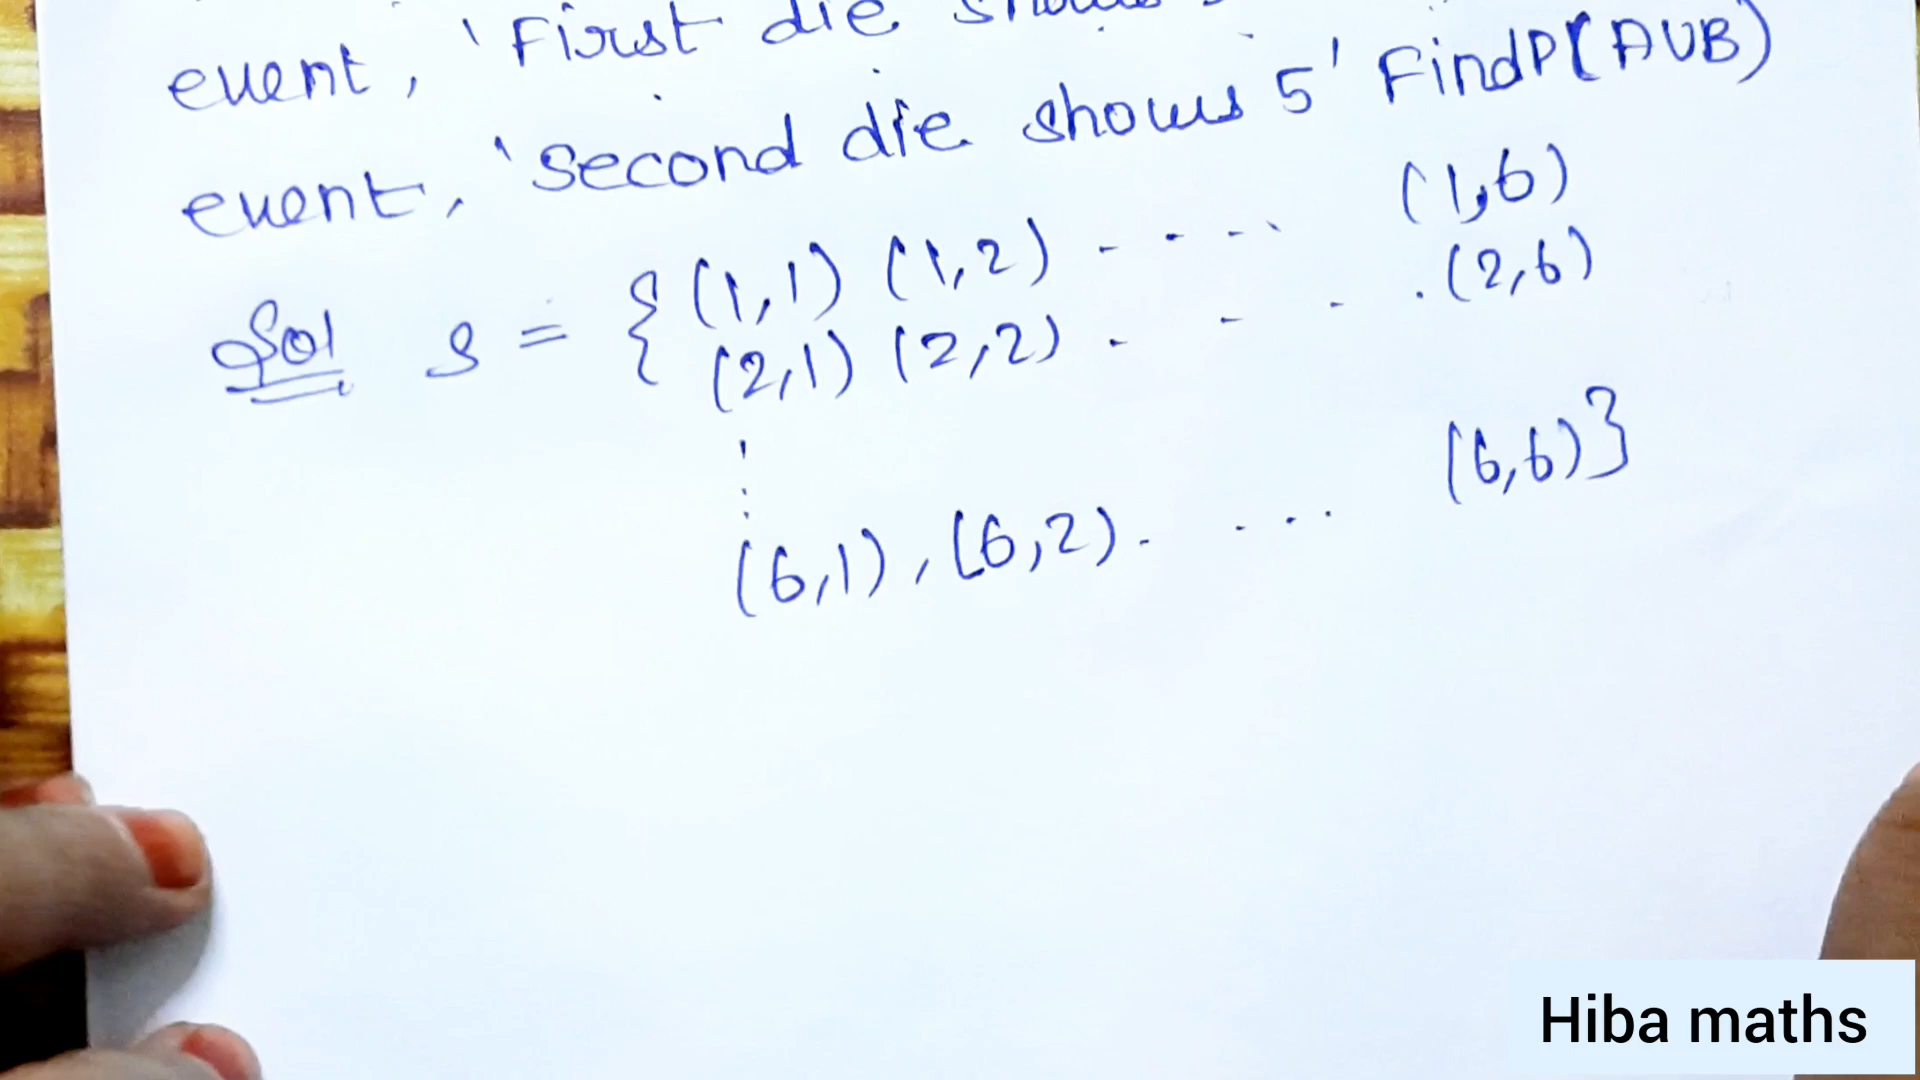 event, 'First die shows
event, 'Second die shows 5' Find P(AUB)
Sol S = {(1,1) (1,2) - - - - (1,6)
(2,1) (2,2) . - - . . (2,6)
⋮
(6,1), (6,2). . . . (6,6)}
Hiba maths